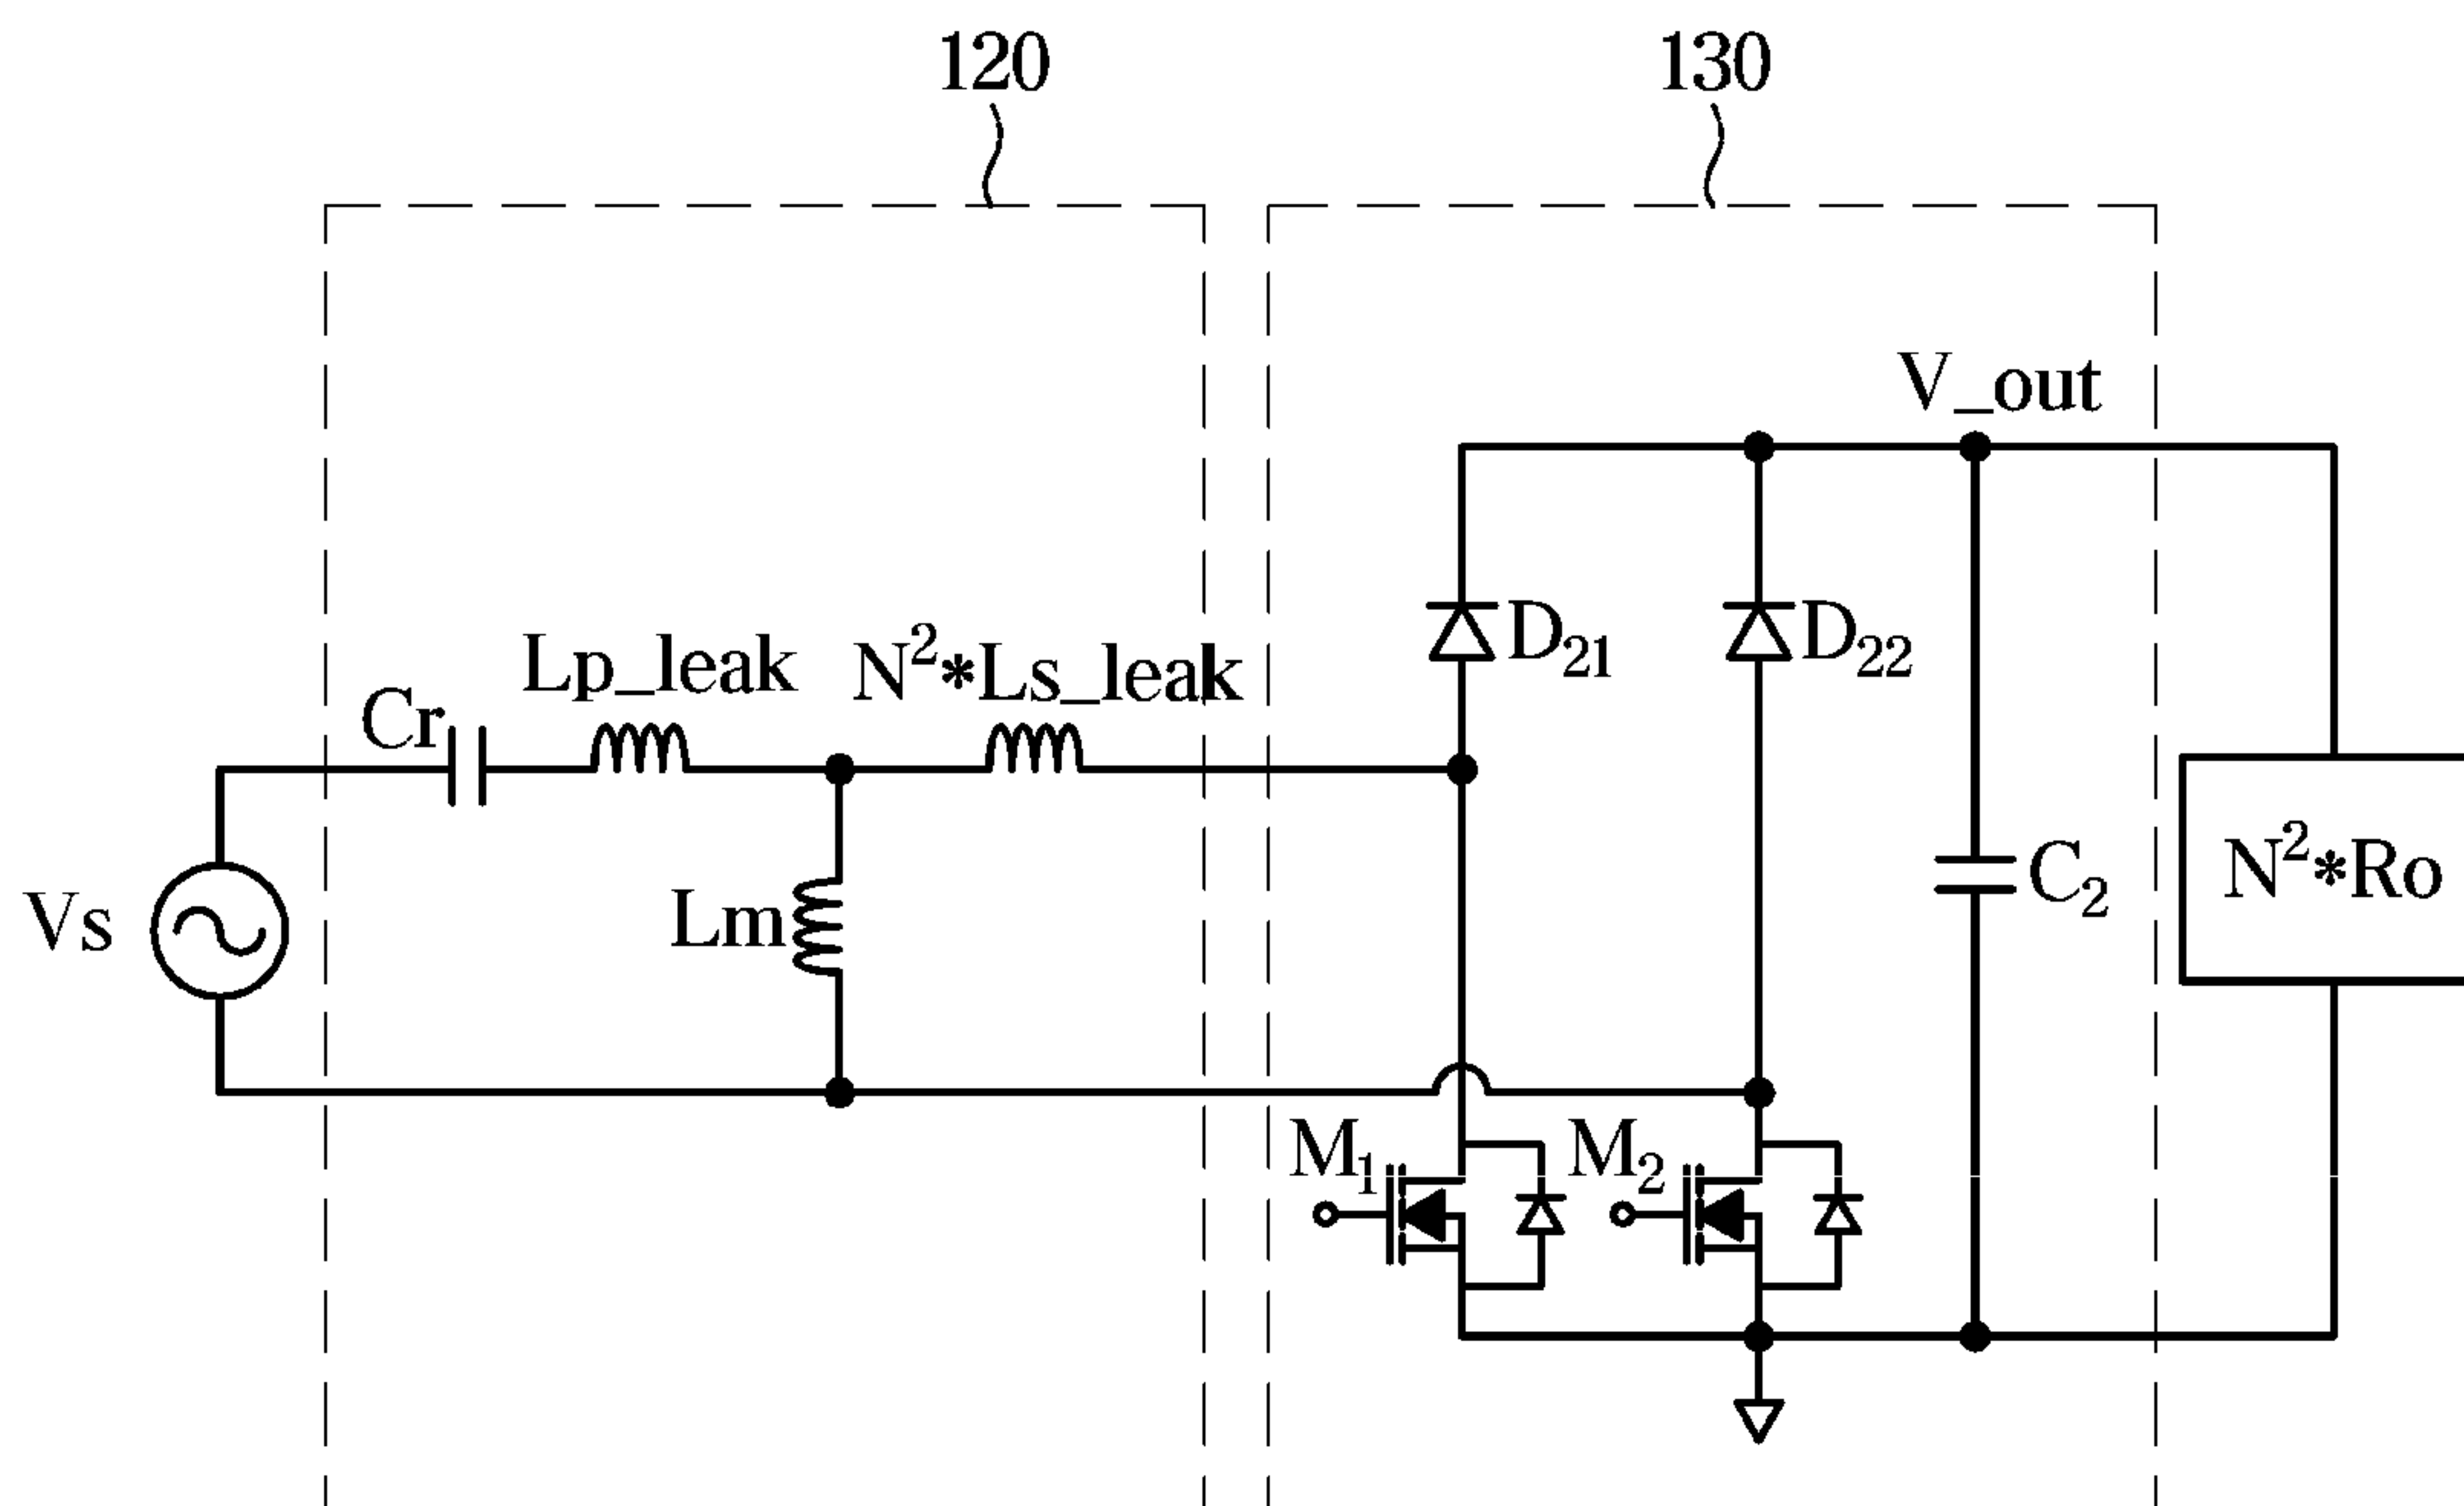 120
130
V_out
D₂₁
D₂₂
Lp_leak
N²*Ls_leak
Cr
Vs
Lm
C₂
N²*Ro
M₁
M₂